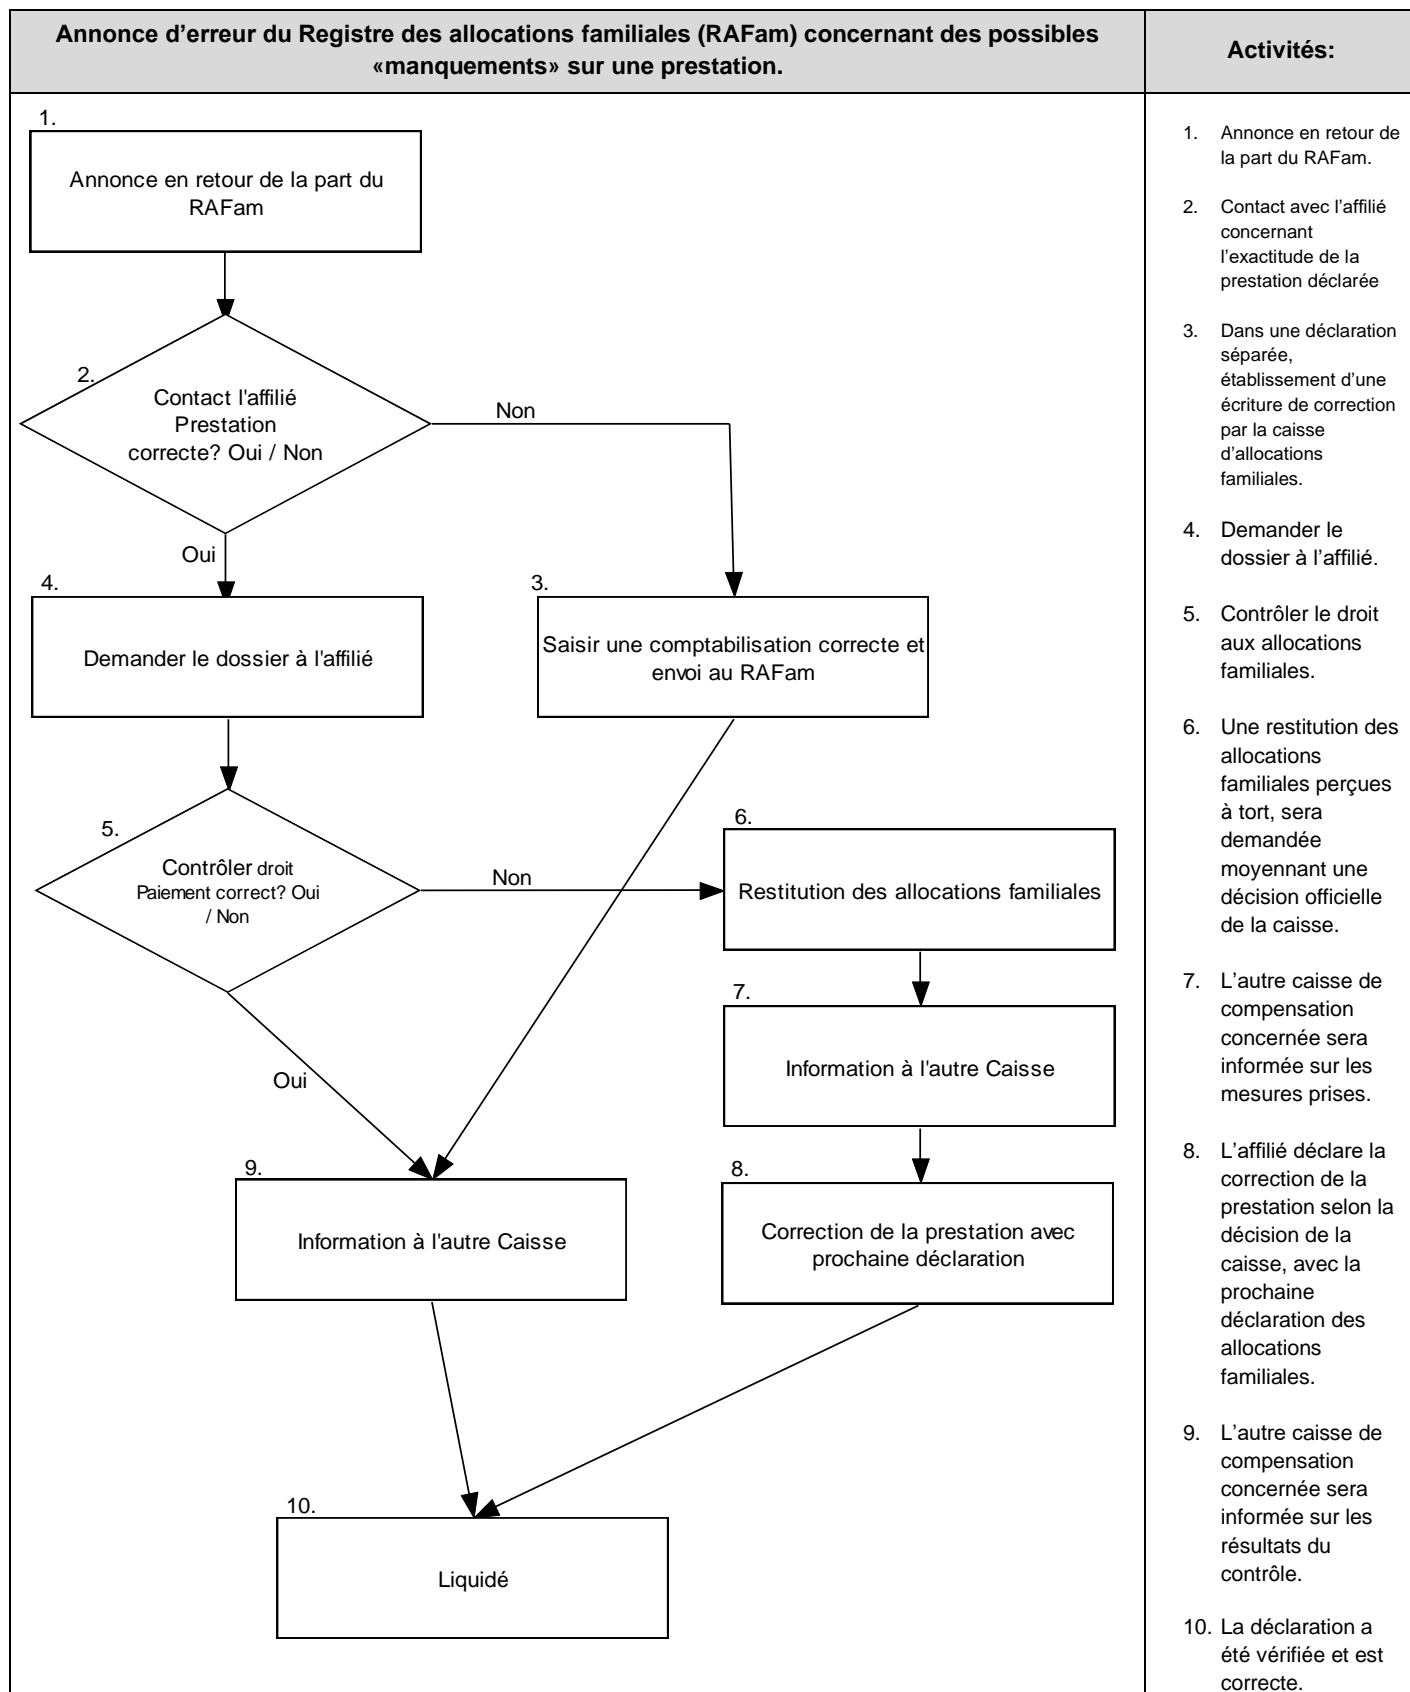 Annonce d’erreur du Registre des allocations familiales (RAFam) concernant des possibles
«manquements» sur une prestation.
Activités:
1.
Annonce en retour de la part du
RAFam
2.
Contact l'affilié
Prestation
correcte? Oui / Non
Non
Oui
4.
Demander le dossier à l'affilié
3.
Saisir une comptabilisation correcte et
envoi au RAFam
5.
Contrôler droit
Paiement correct? Oui
/ Non
Non
Oui
6.
Restitution des allocations familiales
7.
Information à l'autre Caisse
8.
Correction de la prestation avec
prochaine déclaration
9.
Information à l'autre Caisse
10.
Liquidé
1. Annonce en retour de
la part du RAFam.
2. Contact avec l’affilié
concernant
l’exactitude de la
prestation déclarée
3. Dans une déclaration
séparée,
établissement d’une
écriture de correction
par la caisse
d’allocations
familiales.
4. Demander le
dossier à l’affilié.
5. Contrôler le droit
aux allocations
familiales.
6. Une restitution des
allocations
familiales perçues
à tort, sera
demandée
moyennant une
décision officielle
de la caisse.
7. L’autre caisse de
compensation
concernée sera
informée sur les
mesures prises.
8. L’affilié déclare la
correction de la
prestation selon la
décision de la
caisse, avec la
prochaine
déclaration des
allocations
familiales.
9. L’autre caisse de
compensation
concernée sera
informée sur les
résultats du
contrôle.
10. La déclaration a
été vérifiée et est
correcte.